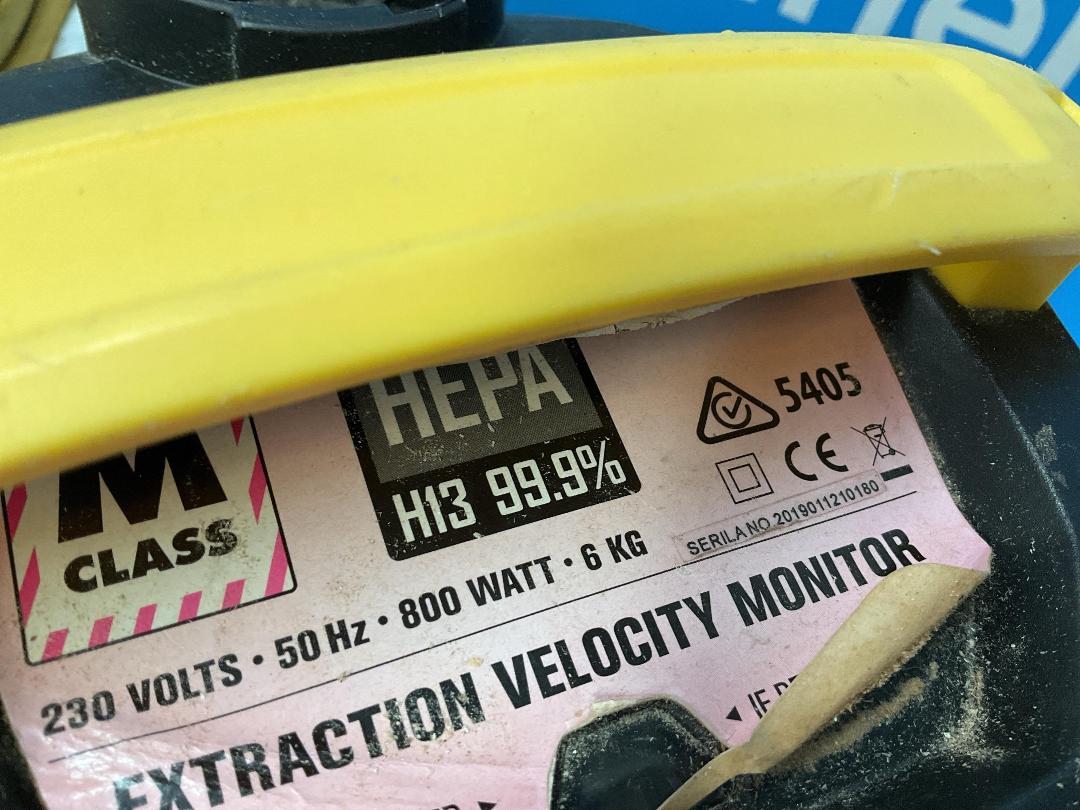 HEPA
M
CLASS
H13 99.9%
5405
CE
SERILA NO 2019011210180
230 VOLTS · 50 Hz · 800 WATT · 6 KG
EXTRACTION VELOCITY MONITOR
◄ IF